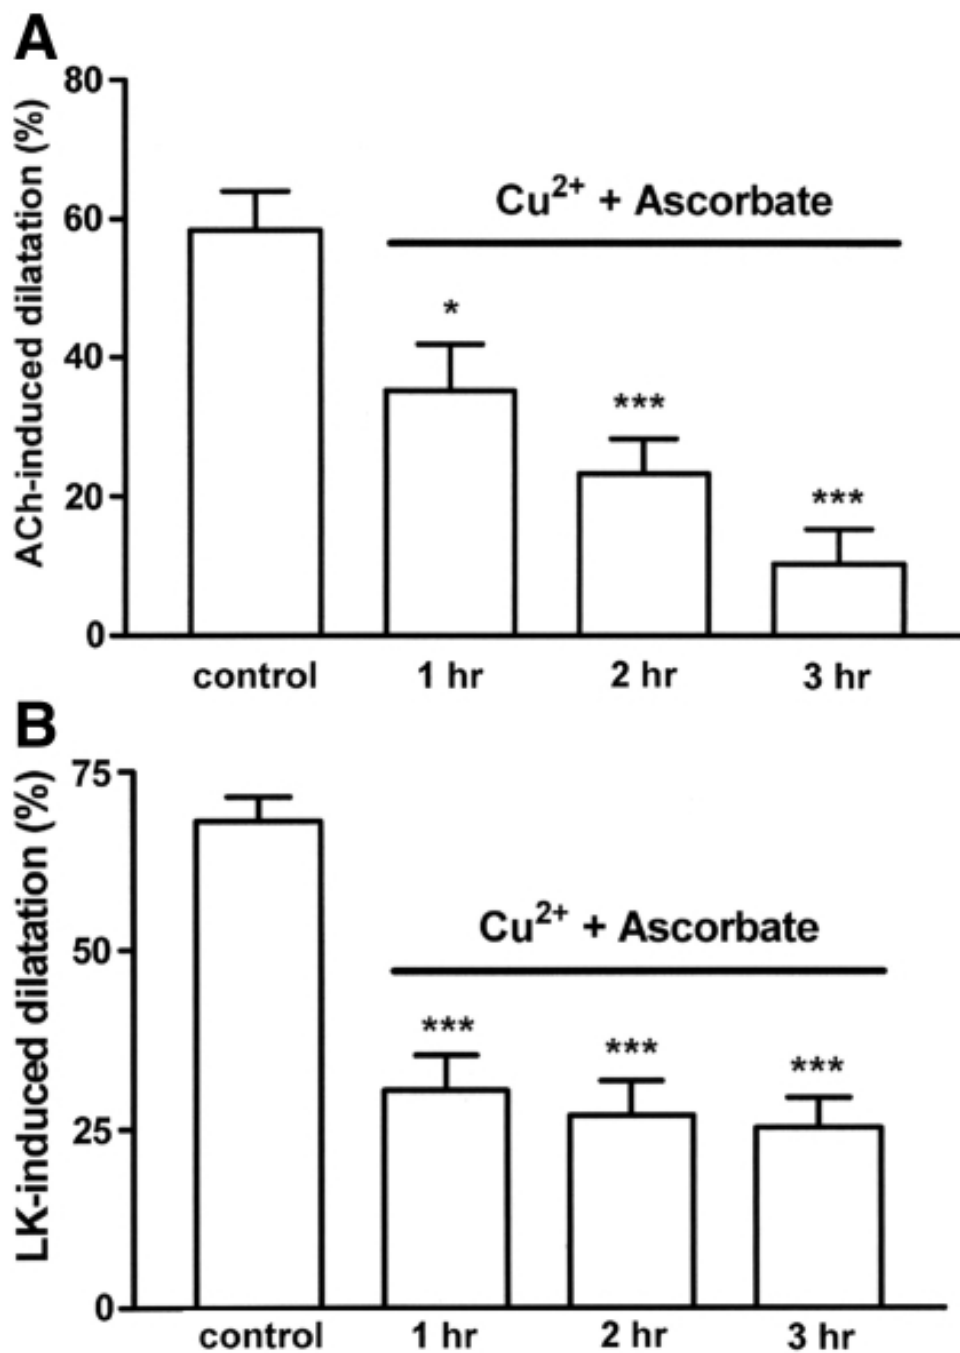 A
ACh-induced dilatation (%)
80
60
40
20
0
Cu²⁺ + Ascorbate
*
***
***
control 1 hr 2 hr 3 hr
B
LK-induced dilatation (%)
75
50
25
0
Cu²⁺ + Ascorbate
***
***
***
control 1 hr 2 hr 3 hr